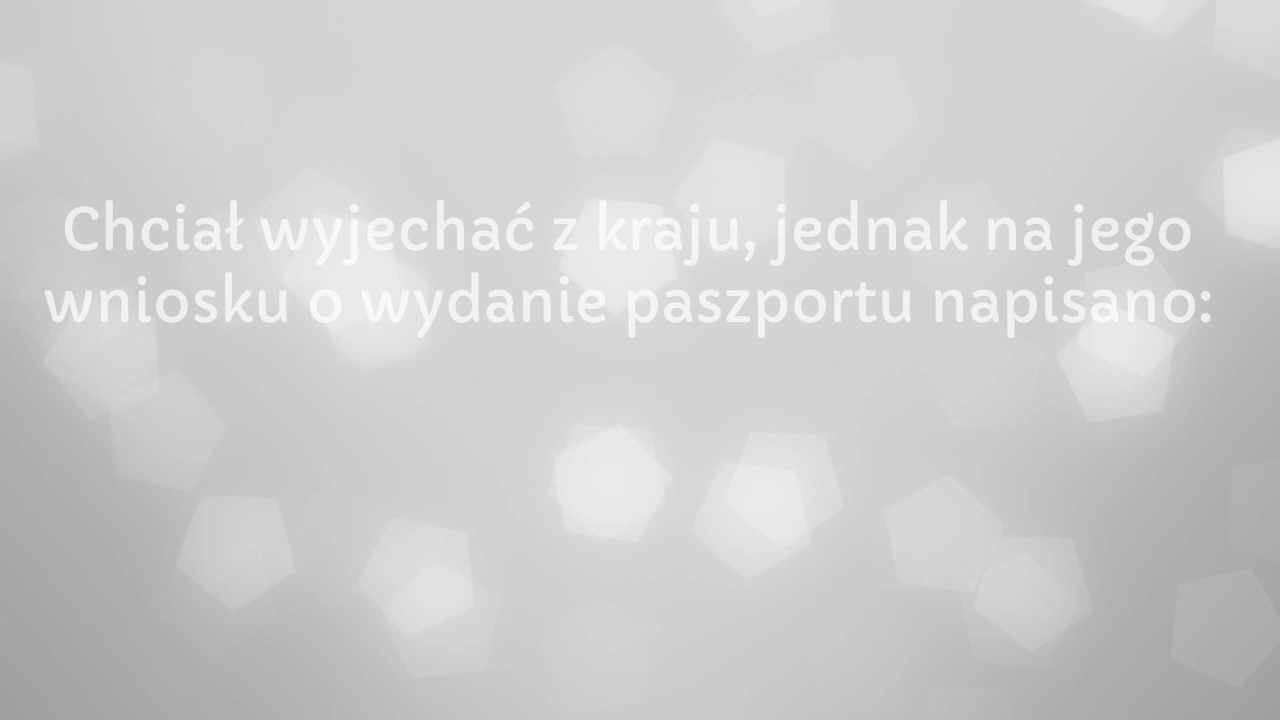 Chciał wyjechać z kraju, jednak na jego
wniosku o wydanie paszportu napisano: